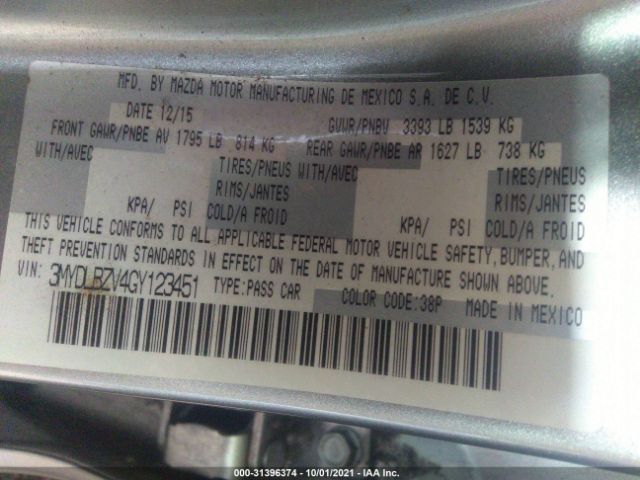 MFD. BY MAZDA MOTOR MANUFACTURING DE MEXICO S.A. DE C.V.
DATE 12/15 GVWR/PNBV 3393 LB 1539 KG
FRONT GAWR/PNBE AV 1795 LB 814 KG REAR GAWR/PNBE AR 1627 LB 738 KG
WITH/AVEC TIRES/PNEUS WITH/AVEC TIRES/PNEUS
RIMS/JANTES RIMS/JANTES
KPA/ PSI COLD/A FROID KPA/ PSI COLD/A FROID
THIS VEHICLE CONFORMS TO ALL APPLICABLE FEDERAL MOTOR VEHICLE SAFETY, BUMPER, AND
THEFT PREVENTION STANDARDS IN EFFECT ON THE DATE OF MANUFACTURE SHOWN ABOVE.
VIN: 3MYDLBZV4GY123451 TYPE:PASS CAR COLOR CODE:38P MADE IN MEXICO
000-31396374 - 10/01/2021 - IAA Inc.